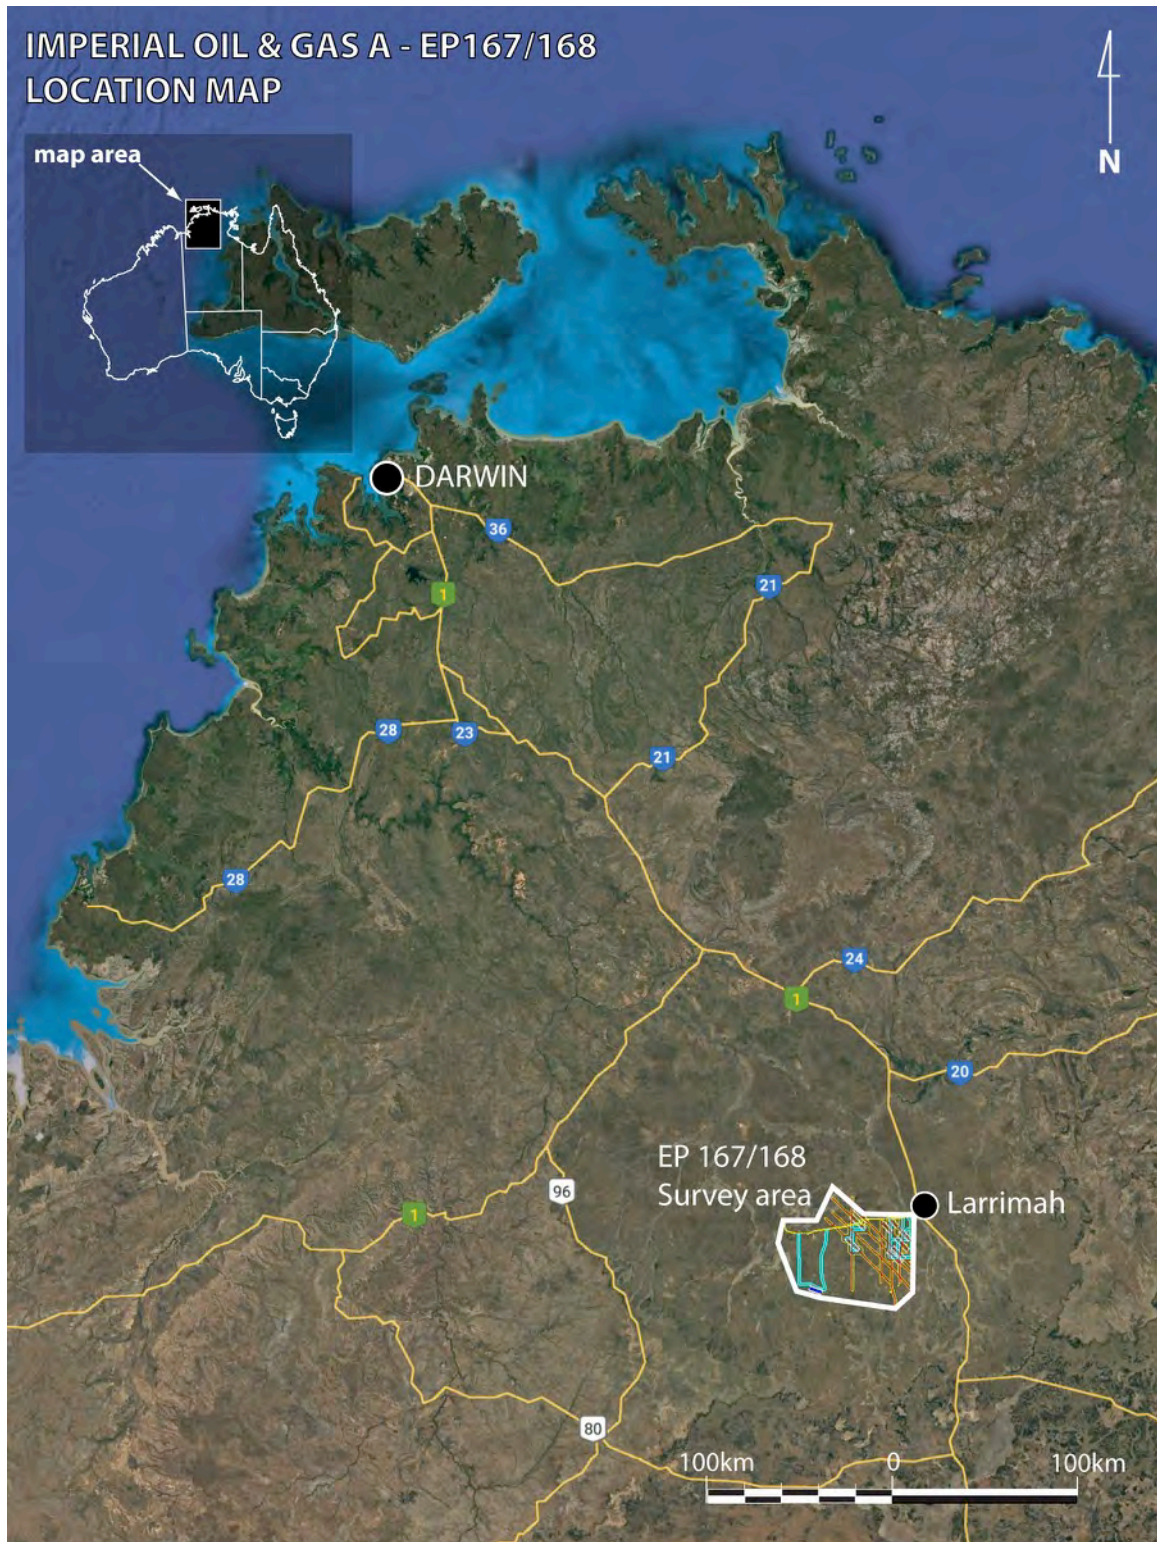 IMPERIAL OIL & GAS A - EP167/168
LOCATION MAP
N
map area
DARWIN
36
21
1
28
23
21
28
24
1
20
EP 167/168
Survey area
96
Larrimah
1
80
100km 0 100km